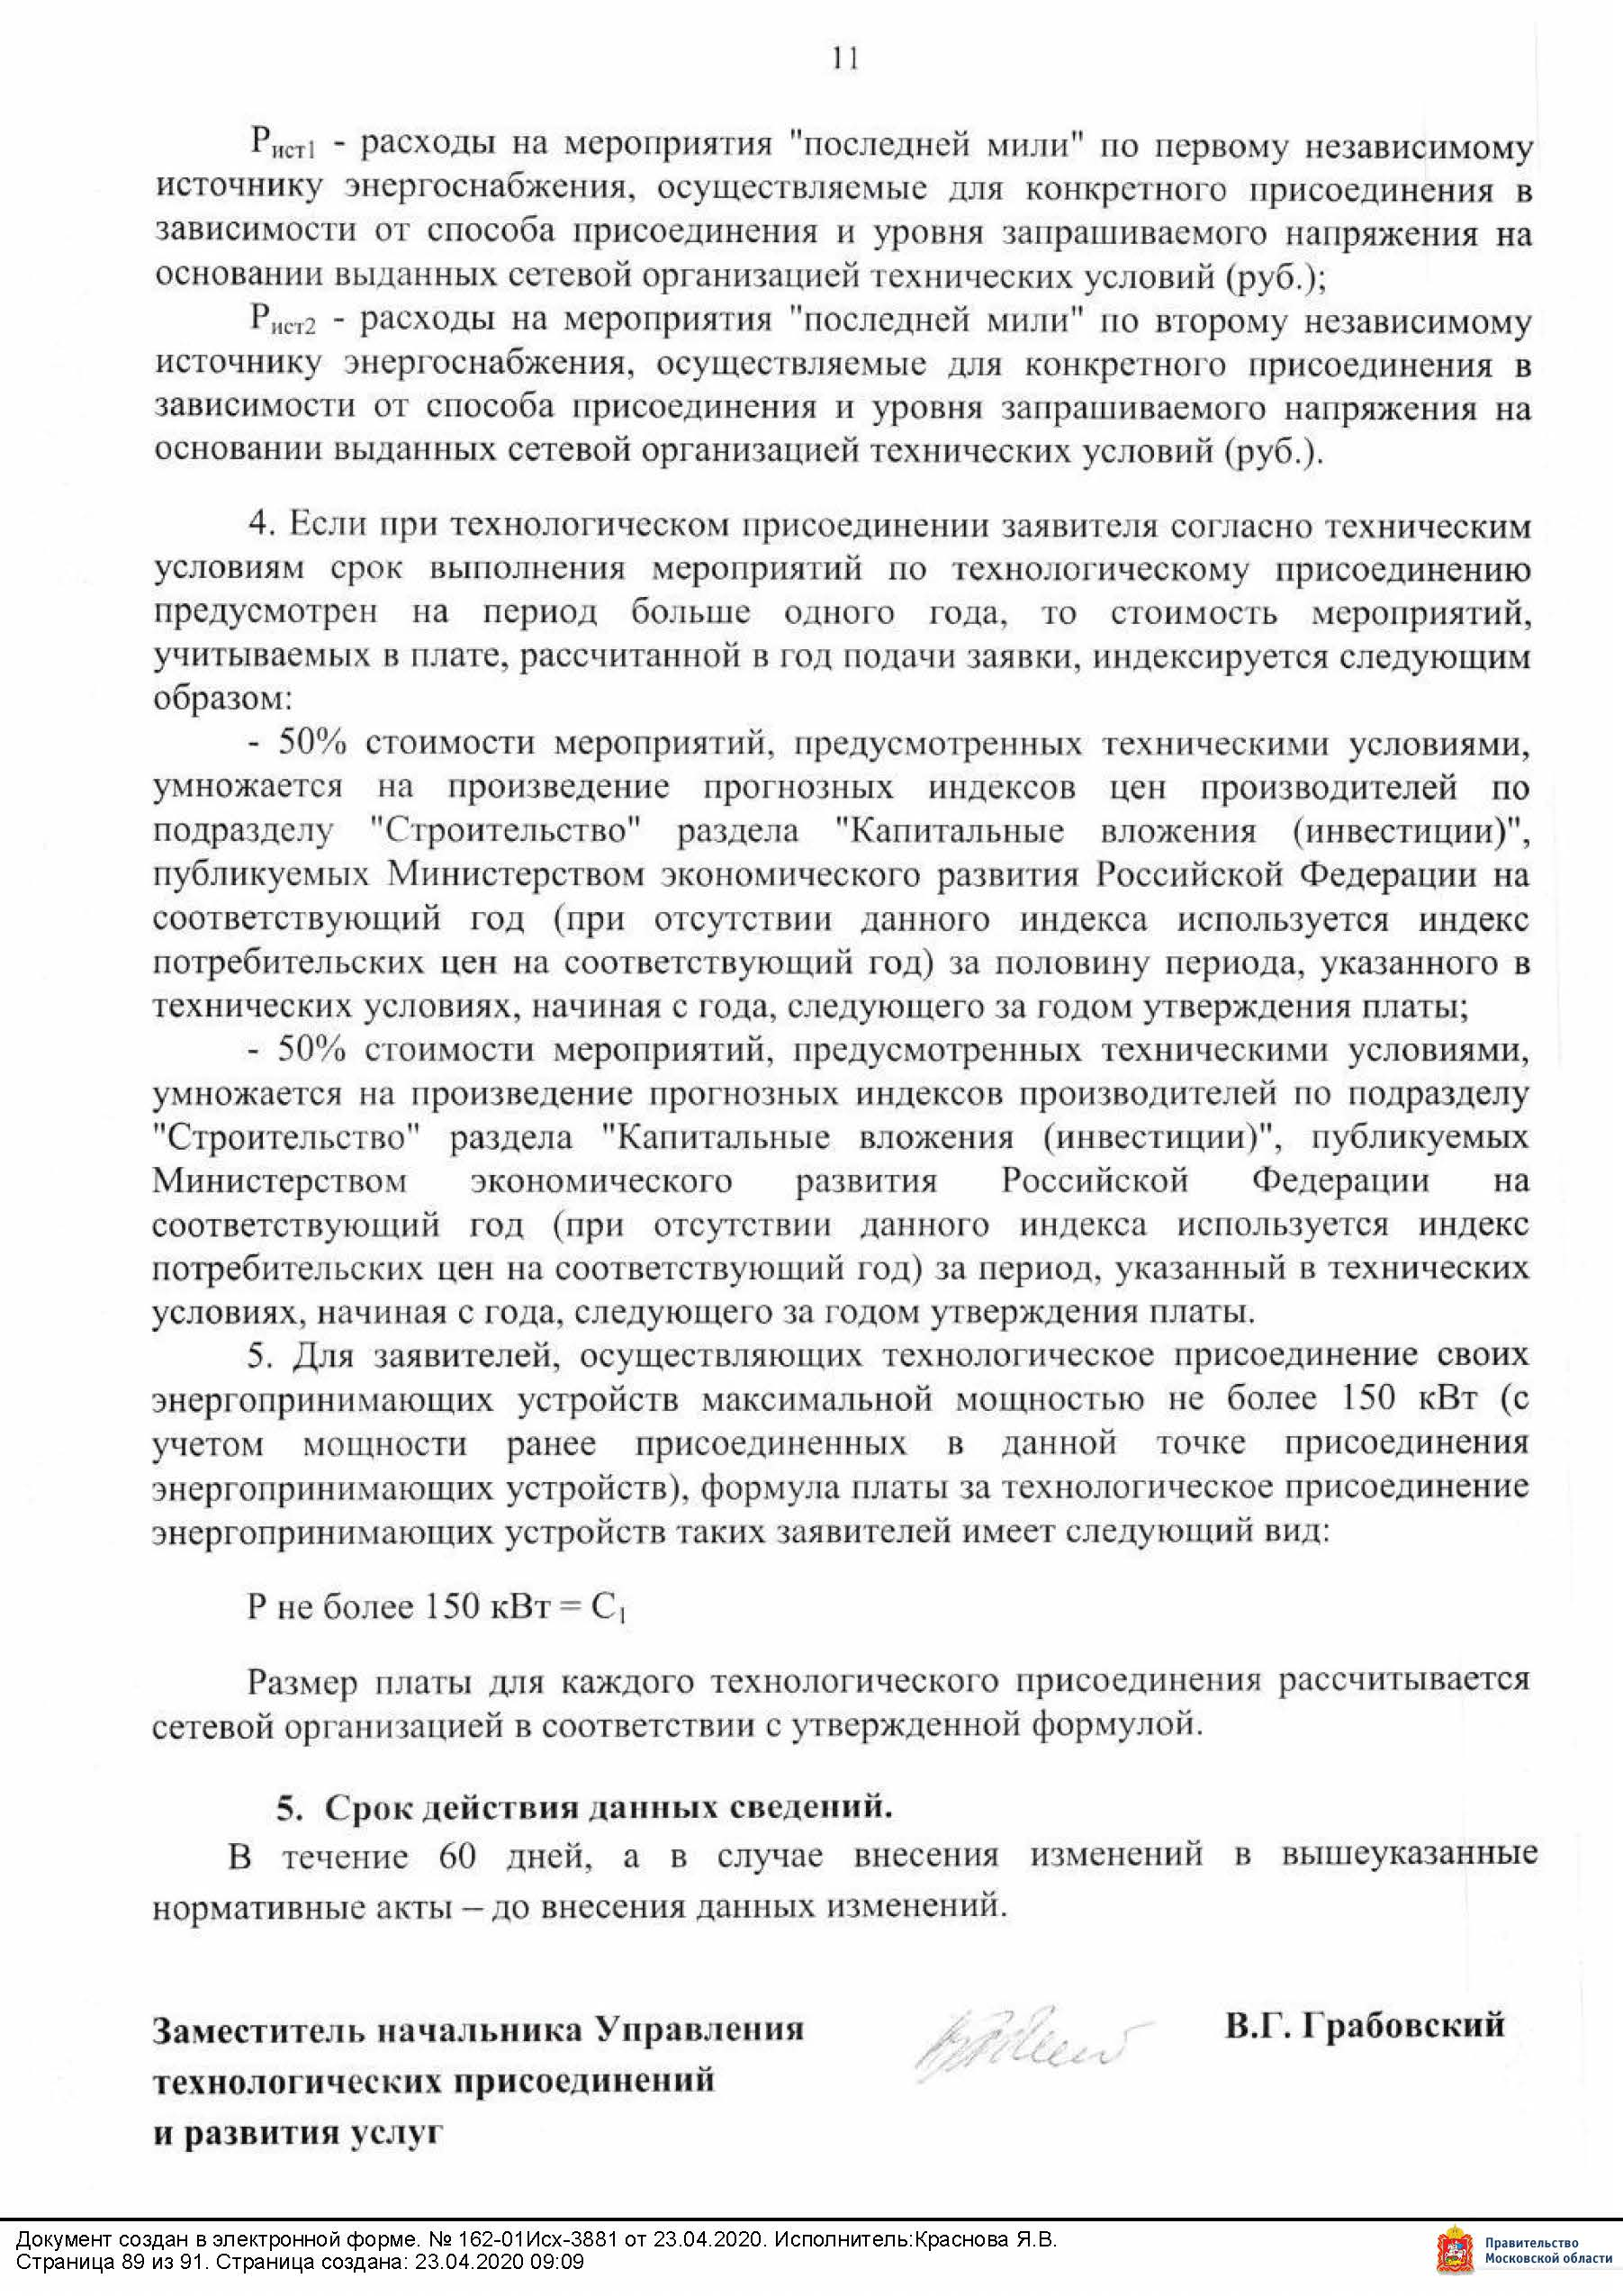 11
Рист1 - расходы на мероприятия "последней мили" по первому независимому
источнику энергоснабжения, осуществляемые для конкретного присоединения в
зависимости от способа присоединения и уровня запрашиваемого напряжения на
основании выданных сетевой организацией технических условий (руб.);
Рист2 - расходы на мероприятия "последней мили" по второму независимому
источнику энергоснабжения, осуществляемые для конкретного присоединения в
зависимости от способа присоединения и уровня запрашиваемого напряжения на
основании выданных сетевой организацией технических условий (руб.).
4. Если при технологическом присоединении заявителя согласно техническим
условиям срок выполнения мероприятий по технологическому присоединению
предусмотрен на период больше одного года, то стоимость мероприятий,
учитываемых в плате, рассчитанной в год подачи заявки, индексируется следующим
образом:
- 50% стоимости мероприятий, предусмотренных техническими условиями,
умножается на произведение прогнозных индексов цен производителей по
подразделу "Строительство" раздела "Капитальные вложения (инвестиции)",
публикуемых Министерством экономического развития Российской Федерации на
соответствующий год (при отсутствии данного индекса используется индекс
потребительских цен на соответствующий год) за половину периода, указанного в
технических условиях, начиная с года, следующего за годом утверждения платы;
- 50% стоимости мероприятий, предусмотренных техническими условиями,
умножается на произведение прогнозных индексов производителей по подразделу
"Строительство" раздела "Капитальные вложения (инвестиции)", публикуемых
Министерством экономического развития Российской Федерации на
соответствующий год (при отсутствии данного индекса используется индекс
потребительских цен на соответствующий год) за период, указанный в технических
условиях, начиная с года, следующего за годом утверждения платы.
5. Для заявителей, осуществляющих технологическое присоединение своих
энергопринимающих устройств максимальной мощностью не более 150 кВт (с
учетом мощности ранее присоединенных в данной точке присоединения
энергопринимающих устройств), формула платы за технологическое присоединение
энергопринимающих устройств таких заявителей имеет следующий вид:
Р не более 150 кВт = С1
Размер платы для каждого технологического присоединения рассчитывается
сетевой организацией в соответствии с утвержденной формулой.
5. Срок действия данных сведений.
В течение 60 дней, а в случае внесения изменений в вышеуказанные
нормативные акты – до внесения данных изменений.
Заместитель начальника Управления
технологических присоединений
и развития услуг
В.Г. Грабовский
Документ создан в электронной форме. № 162-01Исх-3881 от 23.04.2020. Исполнитель:Краснова Я.В.
Страница 89 из 91. Страница создана: 23.04.2020 09:09
Правительство
Московской области